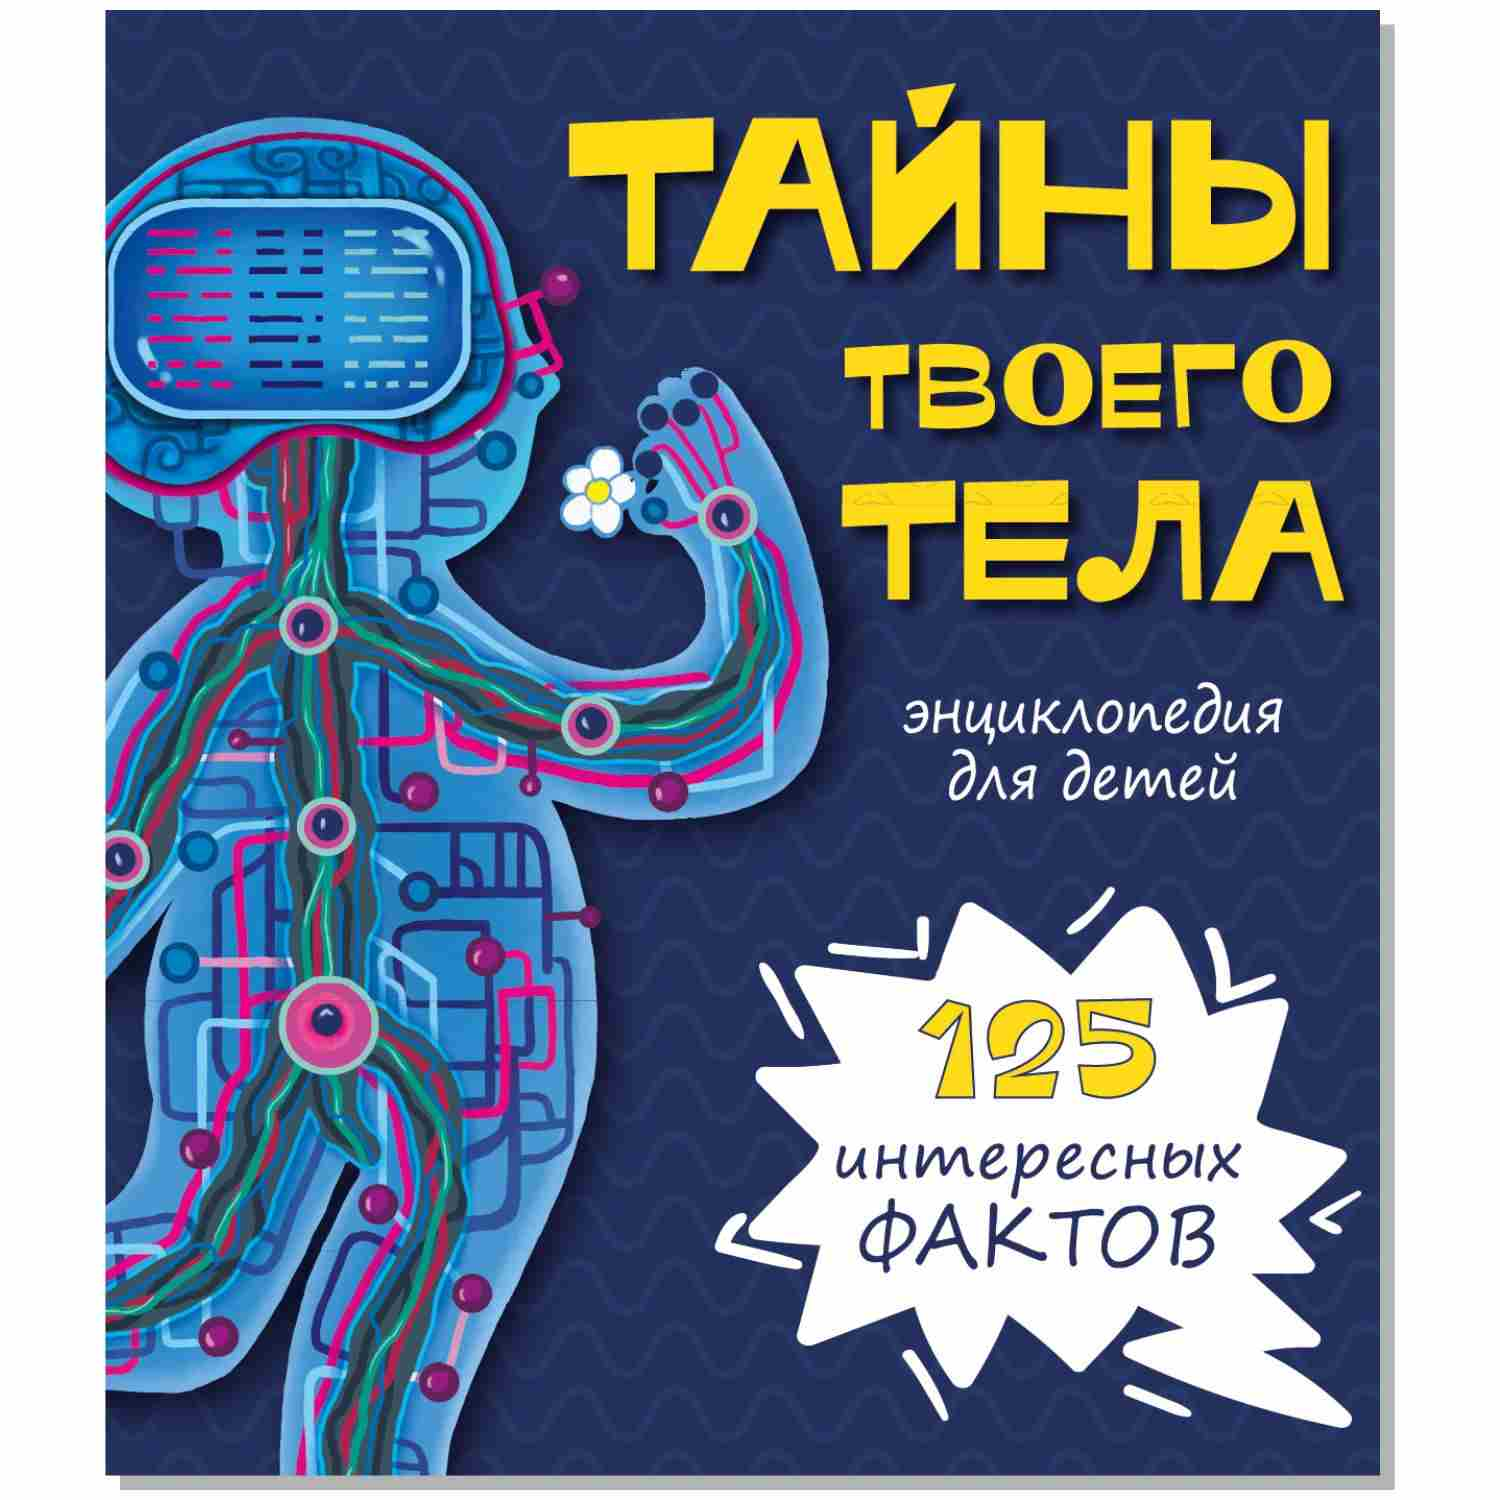 ТАЙНЫ
ТВОЕГО
ТЕЛА
энциклопедия
для детей
125
интересных
ФАКТОВ